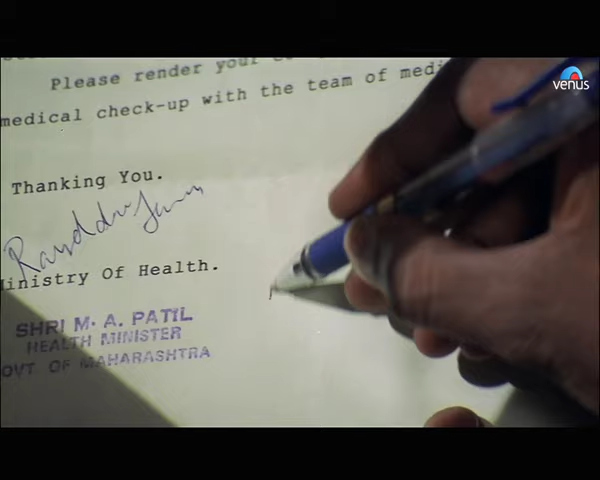 Please render your
medical check-up with the team of medi
Thanking You.
Ministry Of Health.
SHRI M. A. PATIL
HEALTH MINISTER
GOVT OF MAHARASHTRA
venus